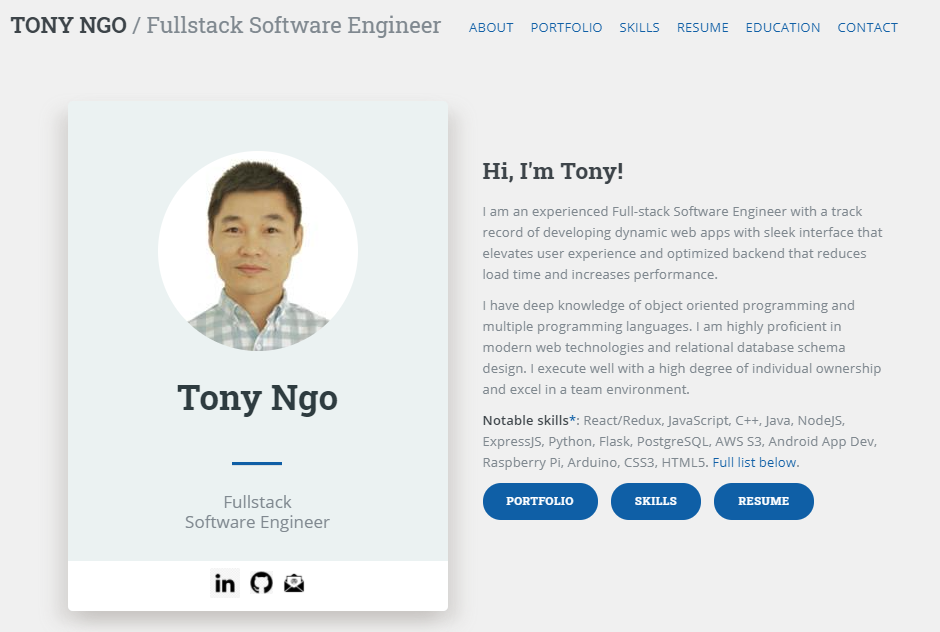 TONY NGO / Fullstack Software Engineer
ABOUT PORTFOLIO SKILLS RESUME EDUCATION CONTACT
Tony Ngo
Fullstack
Software Engineer
in
Hi, I'm Tony!
I am an experienced Full-stack Software Engineer with a track
record of developing dynamic web apps with sleek interface that
elevates user experience and optimized backend that reduces
load time and increases performance.
I have deep knowledge of object oriented programming and
multiple programming languages. I am highly proficient in
modern web technologies and relational database schema
design. I execute well with a high degree of individual ownership
and excel in a team environment.
Notable skills*: React/Redux, JavaScript, C++, Java, NodeJS,
ExpressJS, Python, Flask, PostgreSQL, AWS S3, Android App Dev,
Raspberry Pi, Arduino, CSS3, HTML5. Full list below.
PORTFOLIO SKILLS RESUME